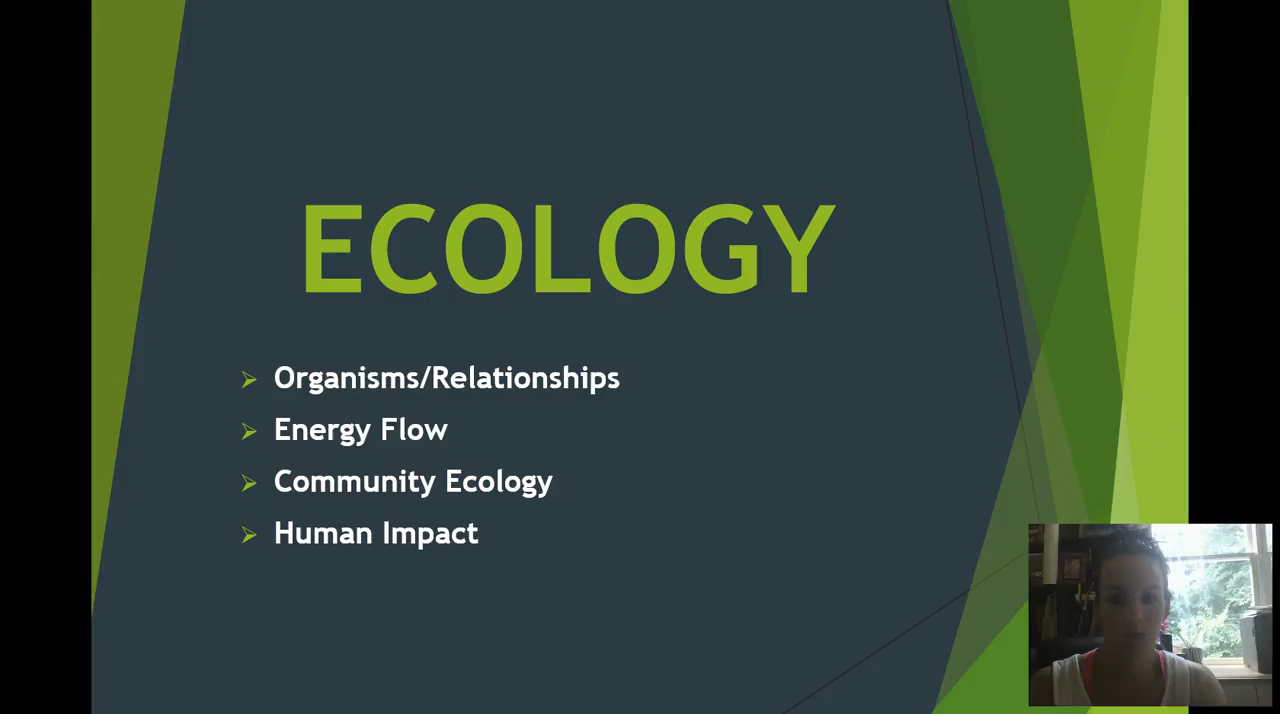 ECOLOGY
Organisms/Relationships
Energy Flow
Community Ecology
Human Impact